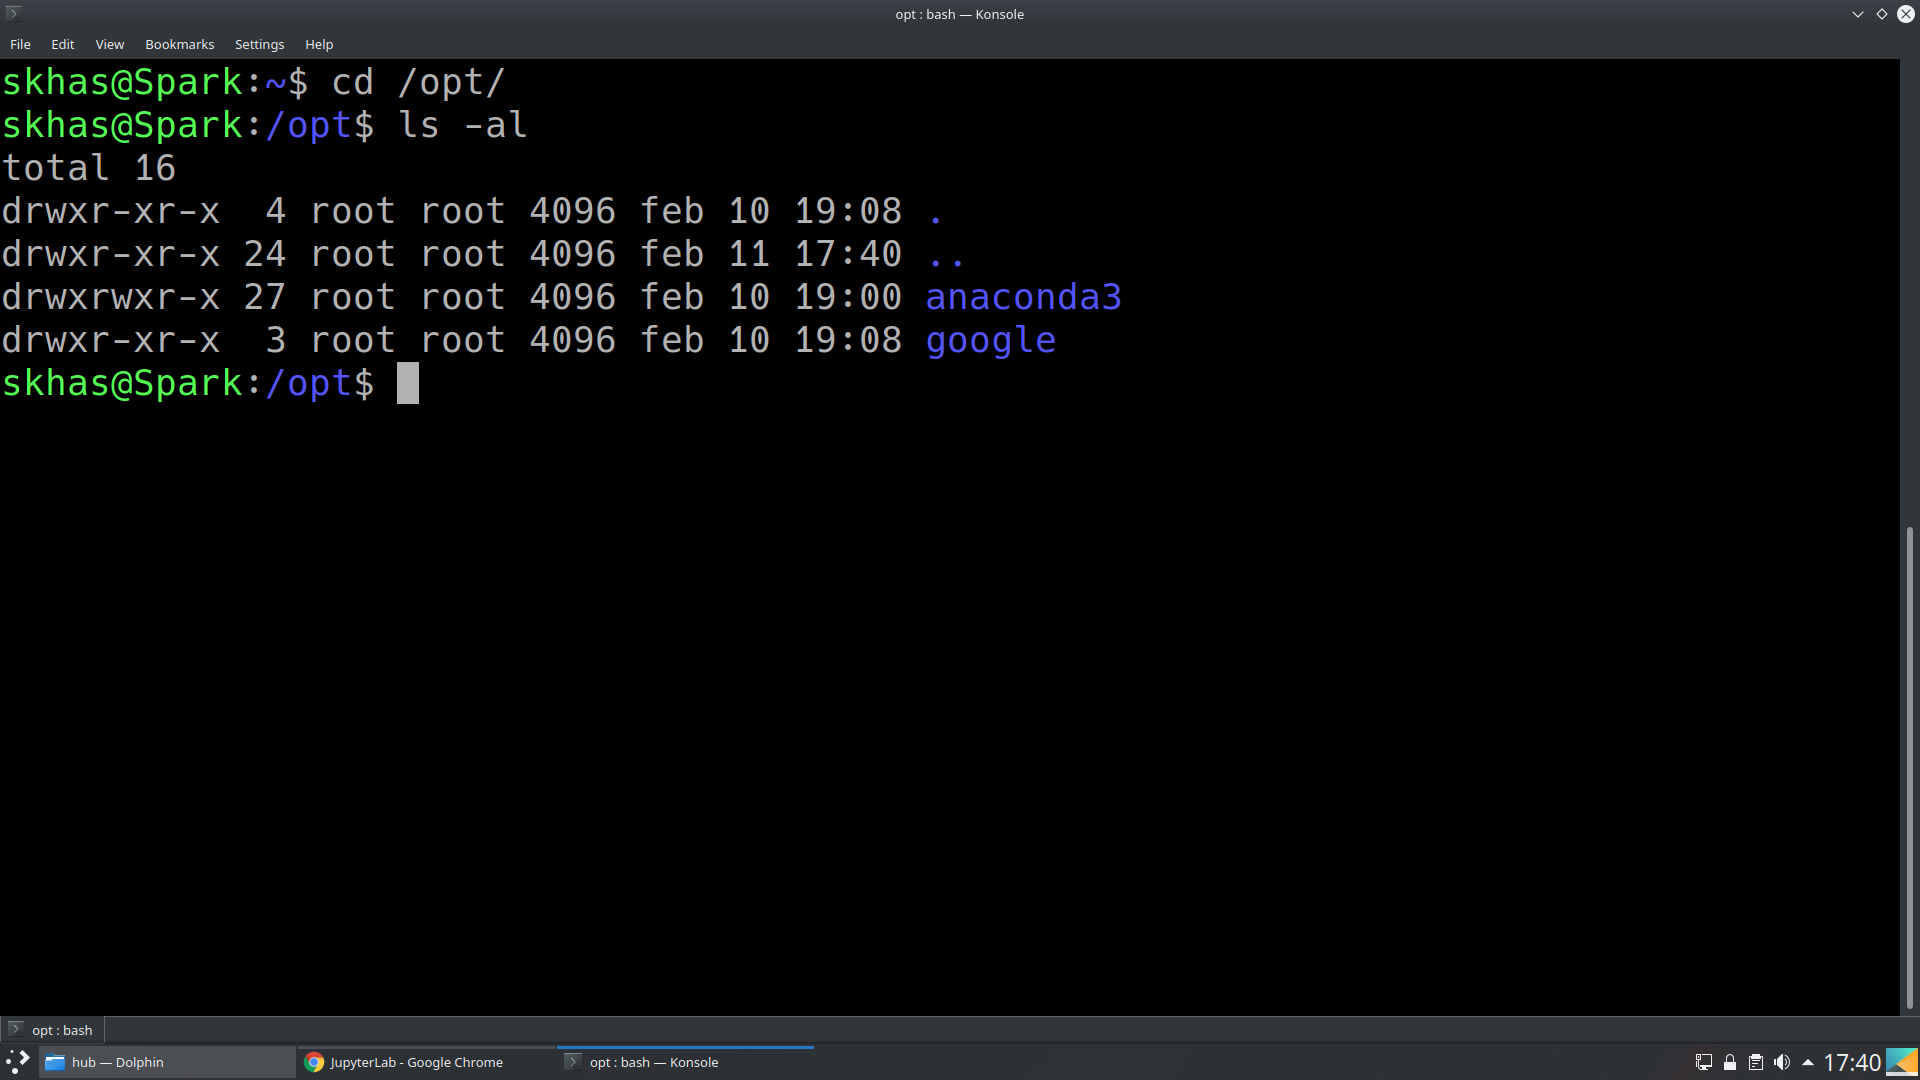 opt : bash — Konsole
File Edit View Bookmarks Settings Help
skhas@Spark:~$ cd /opt/
skhas@Spark:/opt$ ls -al
total 16
drwxr-xr-x  4 root root 4096 feb 10 19:08 .
drwxr-xr-x 24 root root 4096 feb 11 17:40 ..
drwxrwxr-x 27 root root 4096 feb 10 19:00 anaconda3
drwxr-xr-x  3 root root 4096 feb 10 19:08 google
skhas@Spark:/opt$
opt : bash
hub — Dolphin JupyterLab - Google Chrome opt : bash — Konsole 17:40